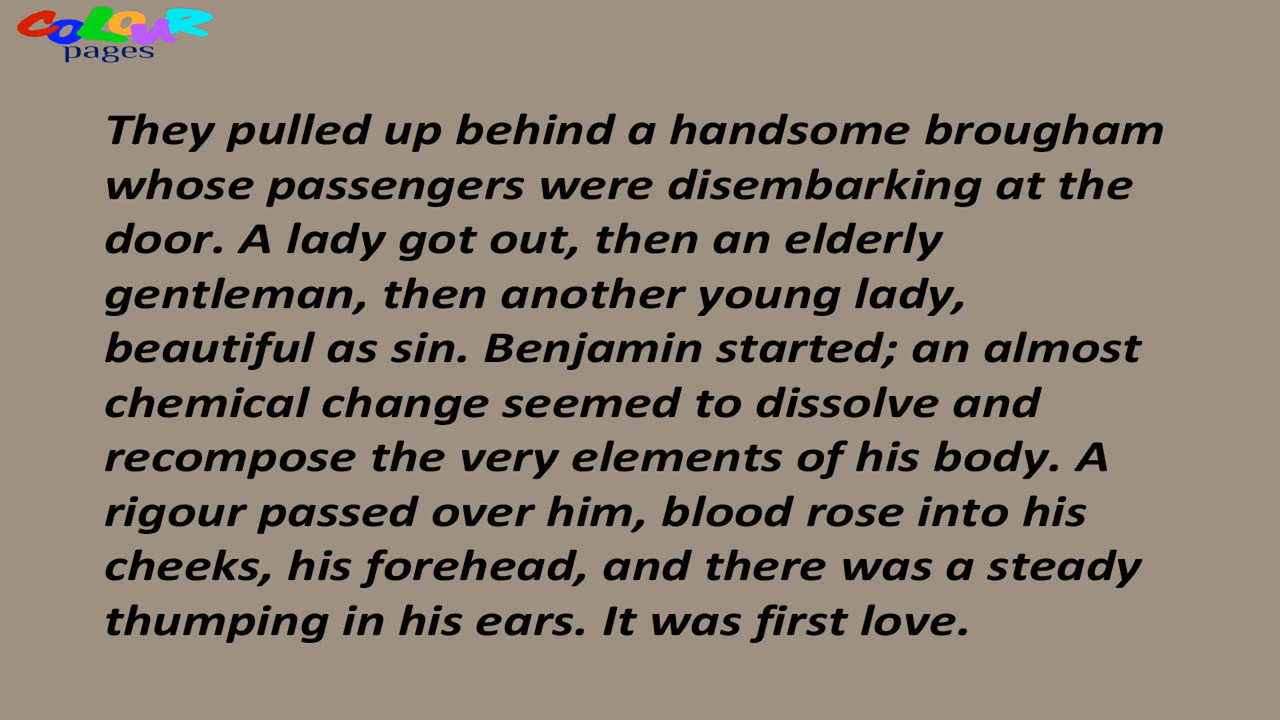 COLOUR
pages
They pulled up behind a handsome brougham
whose passengers were disembarking at the
door. A lady got out, then an elderly
gentleman, then another young lady,
beautiful as sin. Benjamin started; an almost
chemical change seemed to dissolve and
recompose the very elements of his body. A
rigour passed over him, blood rose into his
cheeks, his forehead, and there was a steady
thumping in his ears. It was first love.